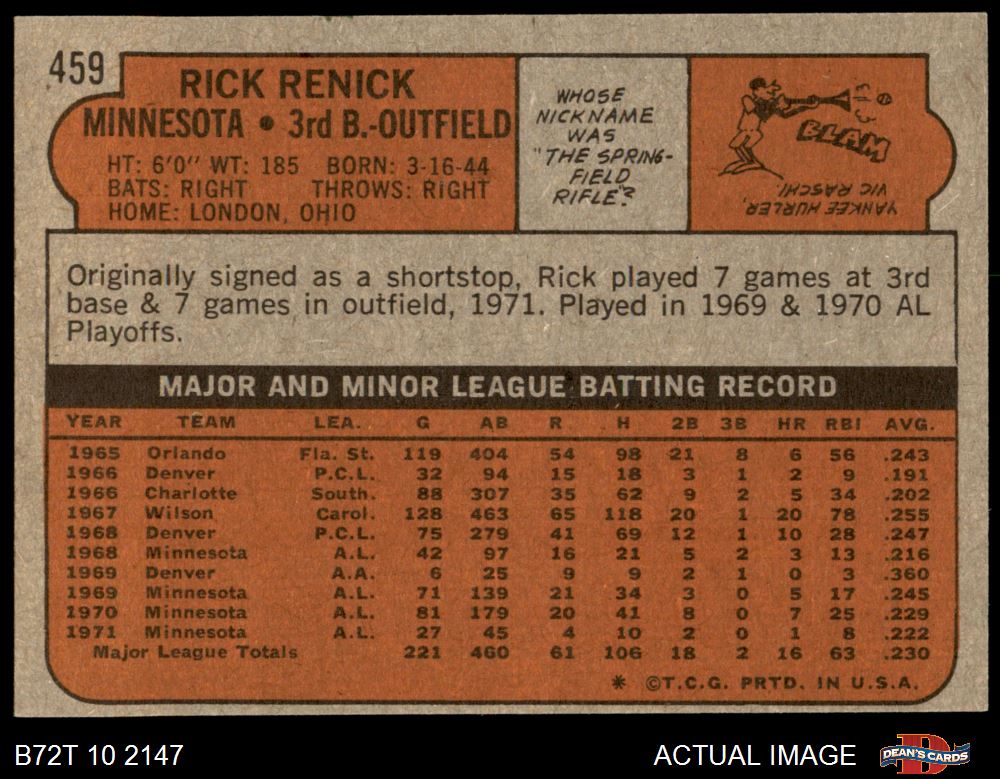 459
RICK RENICK
MINNESOTA • 3rd B.-OUTFIELD
HT: 6'0" WT: 185 BORN: 3-16-44
BATS: RIGHT THROWS: RIGHT
HOME: LONDON, OHIO
WHOSE
NICKNAME
WAS
"THE SPRING-
FIELD
RIFLE"?
BLAM
YANKEE HURLER,
VIC RASCHI.
Originally signed as a shortstop, Rick played 7 games at 3rd
base & 7 games in outfield, 1971. Played in 1969 & 1970 AL
Playoffs.
MAJOR AND MINOR LEAGUE BATTING RECORD
YEAR TEAM LEA. G AB R H 2B 3B HR RBI AVG.
1965 Orlando Fla. St. 119 404 54 98 21 8 6 56 .243
1966 Denver P.C.L. 32 94 15 18 3 1 2 9 .191
1966 Charlotte South. 88 307 35 62 9 2 5 34 .202
1967 Wilson Carol. 128 463 65 118 20 1 20 78 .255
1968 Denver P.C.L. 75 279 41 69 12 1 10 28 .247
1968 Minnesota A.L. 42 97 16 21 5 2 3 13 .216
1969 Denver A.A. 6 25 9 9 2 1 0 3 .360
1969 Minnesota A.L. 71 139 21 34 3 0 5 17 .245
1970 Minnesota A.L. 81 179 20 41 8 0 7 25 .229
1971 Minnesota A.L. 27 45 4 10 2 0 1 8 .222
Major League Totals 221 460 61 106 18 2 16 63 .230
* ©T.C.G. PRTD. IN U.S.A.
B72T 10 2147
ACTUAL IMAGE
DEAN'S CARDS